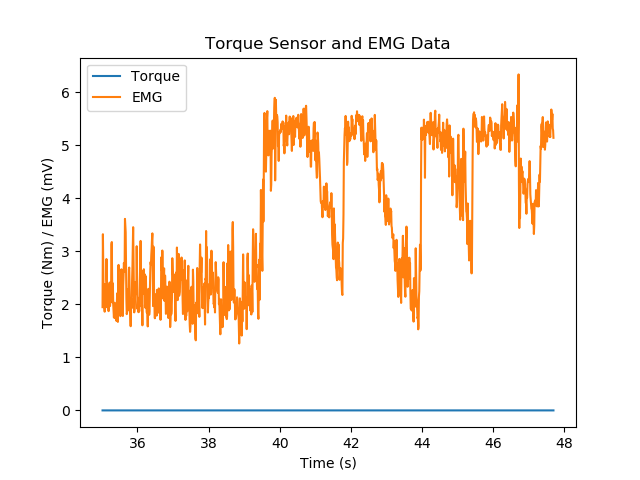 Torque Sensor and EMG Data
Torque
EMG
Torque (Nm) / EMG (mV)
6
5
4
3
2
1
0
36 38 40 42 44 46 48
Time (s)